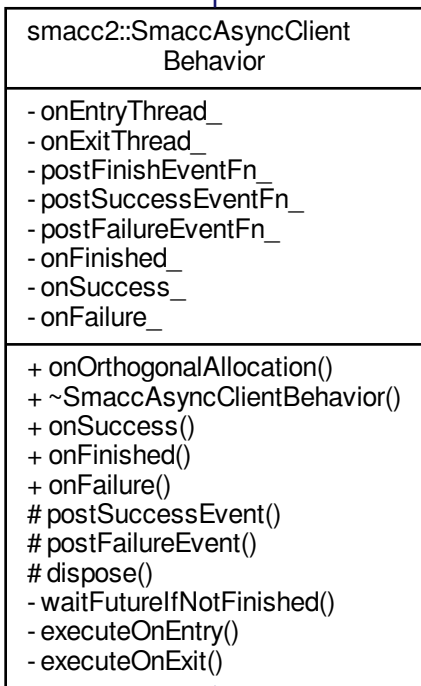 smacc2::SmaccAsyncClient
Behavior
- onEntryThread_
- onExitThread_
- postFinishEventFn_
- postSuccessEventFn_
- postFailureEventFn_
- onFinished_
- onSuccess_
- onFailure_
+ onOrthogonalAllocation()
+ ~SmaccAsyncClientBehavior()
+ onSuccess()
+ onFinished()
+ onFailure()
# postSuccessEvent()
# postFailureEvent()
# dispose()
- waitFutureIfNotFinished()
- executeOnEntry()
- executeOnExit()